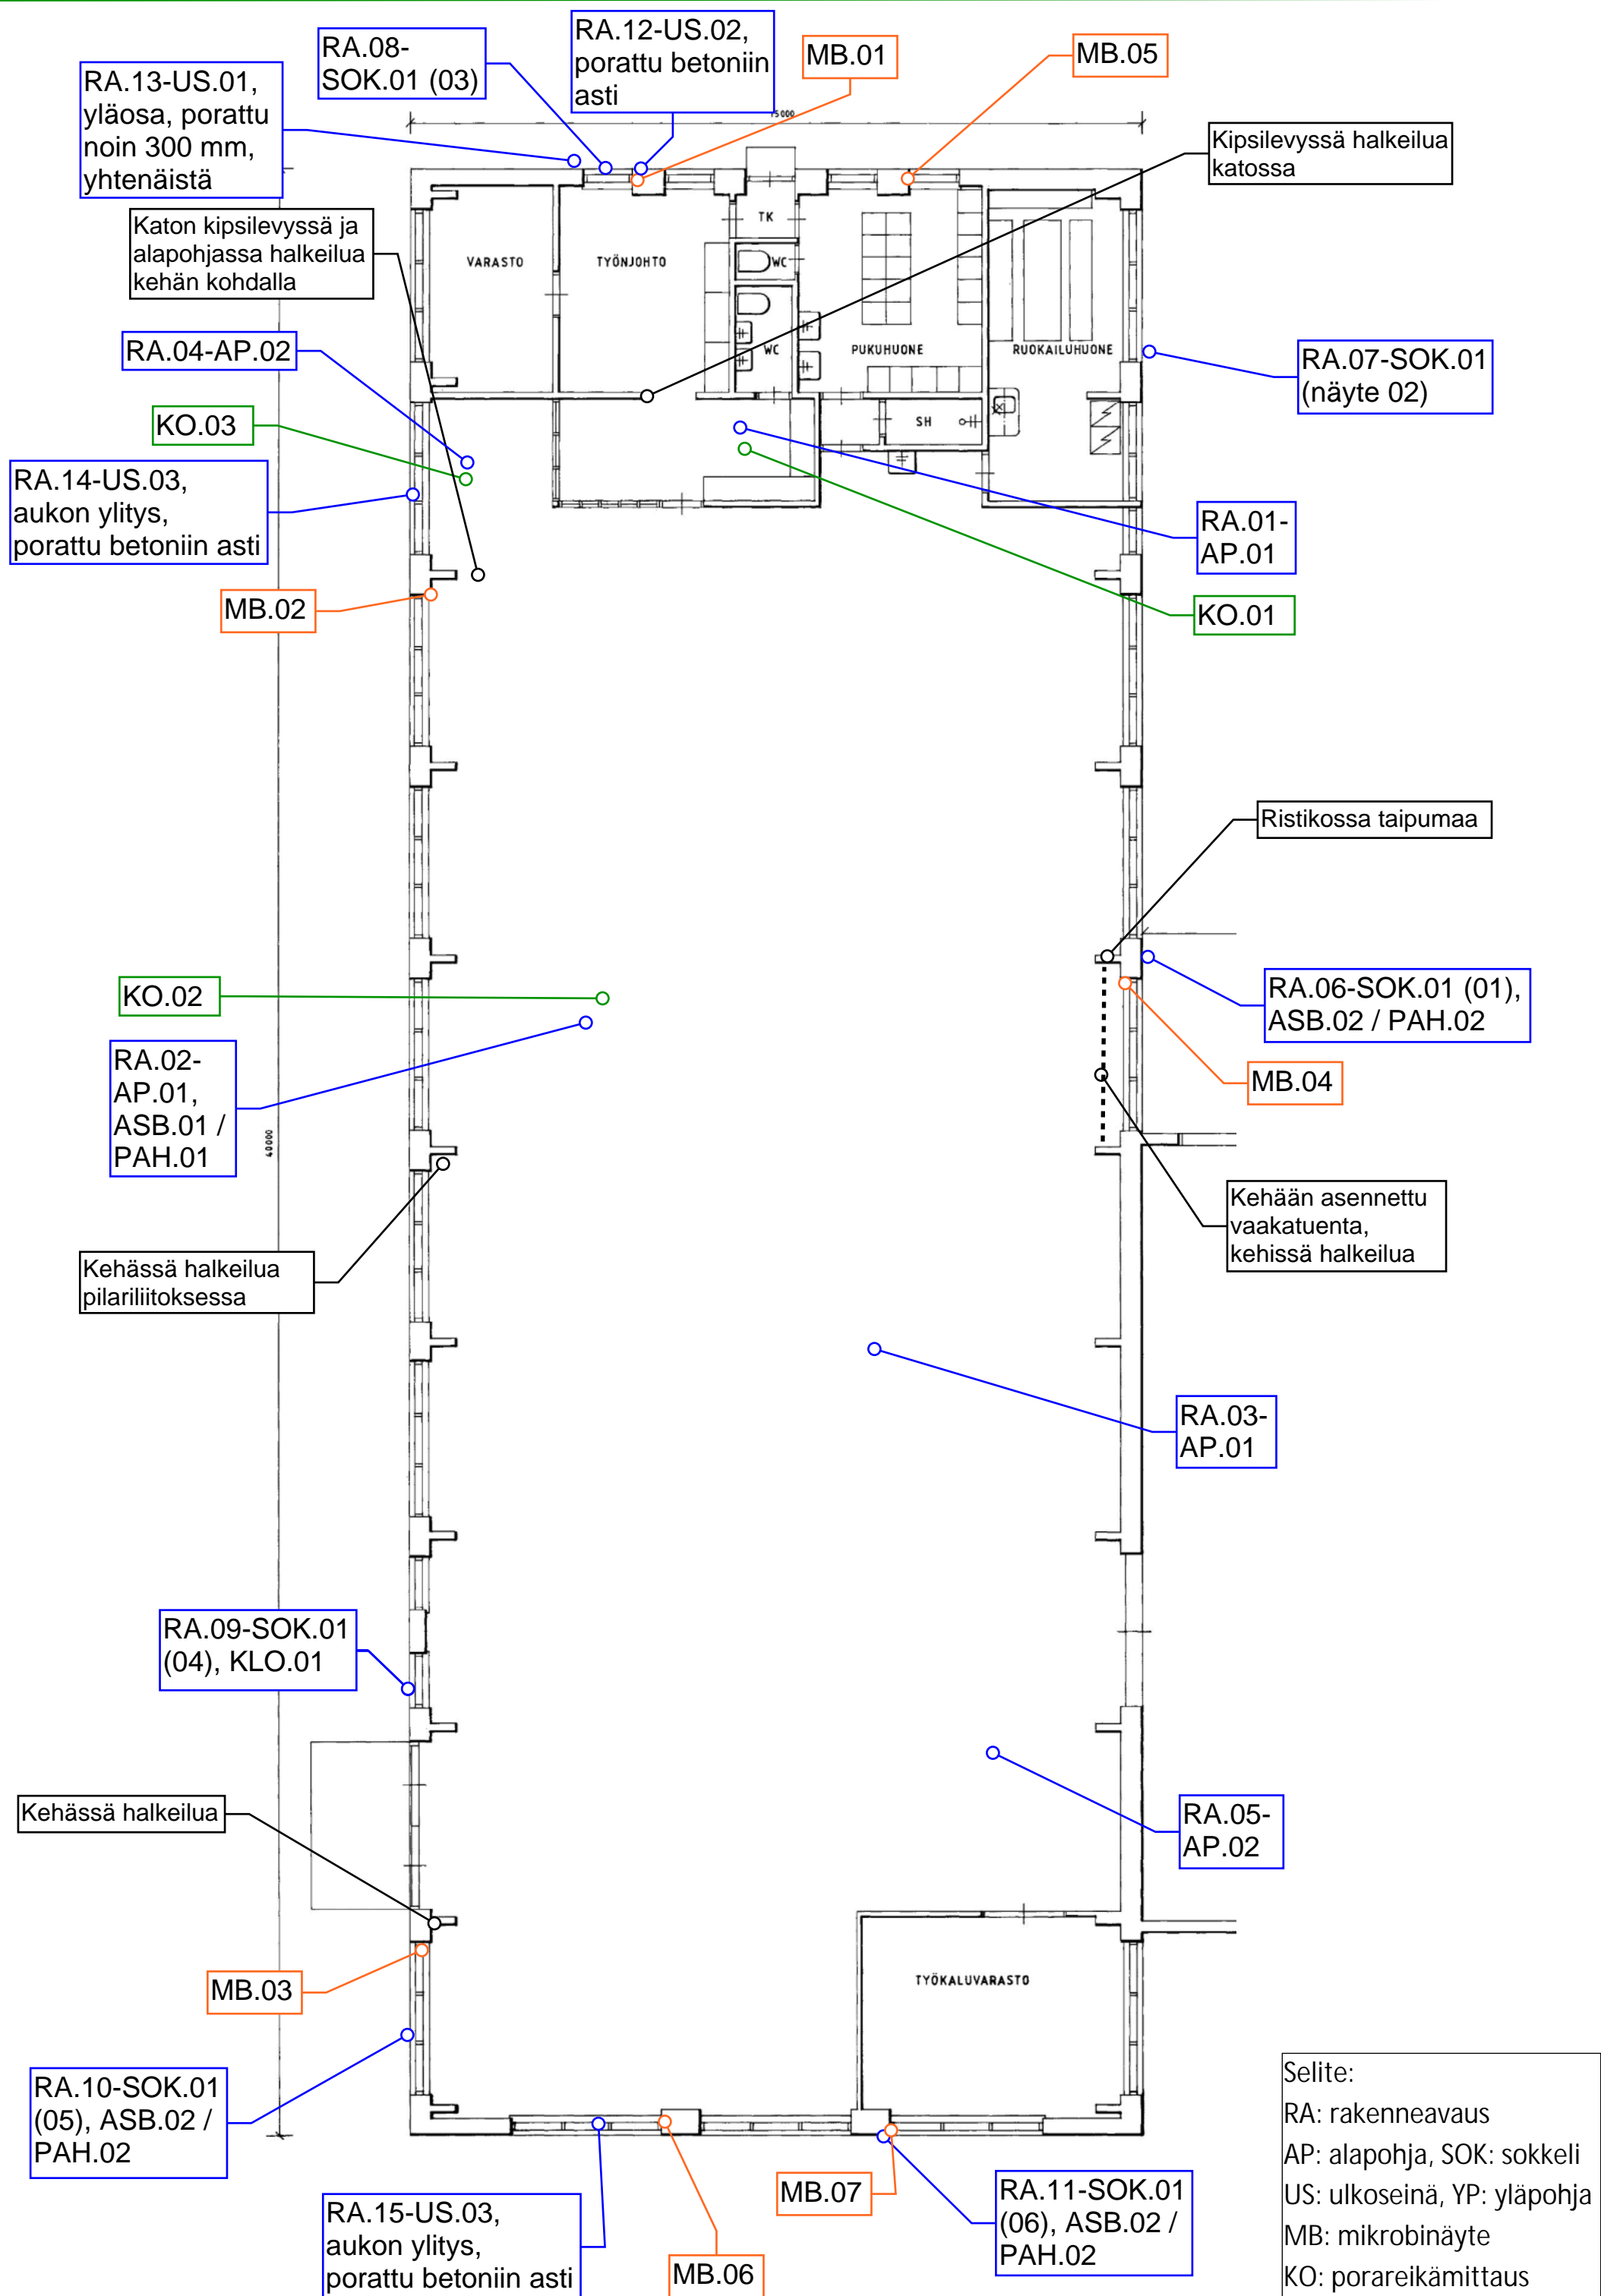 RA.08-
SOK.01 (03)
RA.12-US.02,
porattu betoniin
asti
MB.01
MB.05
RA.13-US.01,
yläosa, porattu
noin 300 mm,
yhtenäistä
15000
Kipsilevyssä halkeilua
katossa
Katon kipsilevyssä ja
alapohjassa halkeilua
kehän kohdalla
VARASTO
TYÖNJOHTO
TK
WC
WC
PUKUHUONE
RUOKAILUHUONE
SH
RA.04-AP.02
RA.07-SOK.01
(näyte 02)
KO.03
RA.14-US.03,
aukon ylitys,
porattu betoniin asti
RA.01-
AP.01
MB.02
KO.01
Ristikossa taipumaa
KO.02
RA.06-SOK.01 (01),
ASB.02 / PAH.02
RA.02-
AP.01,
ASB.01 /
PAH.01
MB.04
40000
Kehään asennettu
vaakatuenta,
kehissä halkeilua
Kehässä halkeilua
pilariliitoksessa
RA.03-
AP.01
RA.09-SOK.01
(04), KLO.01
Kehässä halkeilua
RA.05-
AP.02
MB.03
TYÖKALUVARASTO
RA.10-SOK.01
(05), ASB.02 /
PAH.02
RA.15-US.03,
aukon ylitys,
porattu betoniin asti
MB.06
MB.07
RA.11-SOK.01
(06), ASB.02 /
PAH.02
Selite:
RA: rakenneavaus
AP: alapohja, SOK: sokkeli
US: ulkoseinä, YP: yläpohja
MB: mikrobinäyte
KO: porareikämittaus